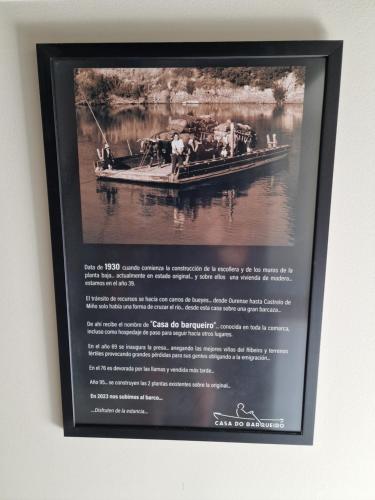 Data de 1930 cuando comienza la construcción de la escollera y de los muros de la
planta baja... actualmente en estado original... y sobre ellos una vivienda de madera...
estamos en el año 39.
El tránsito de recursos se hacía con carros de bueyes... desde Ourense hasta Castrelo de
Miño solo había una forma de cruzar el río... desde esta casa sobre una gran barcaza...
De ahí recibe el nombre de "Casa do barqueiro"... conocida en toda la comarca,
incluso como hospedaje de paso para seguir hacia otros lugares.
En el año 69 se inaugura la presa... anegando las mejores viñas del Ribeiro y terrenos
fértiles provocando grandes pérdidas para sus gentes obligando a la emigración...
En el 76 es devorada por las llamas y vendida más tarde...
Año 95... se construyen las 2 plantas existentes sobre la original...
En 2023 nos subimos al barco...
...Disfruten de la estancia...
CASA DO BARQUEIRO